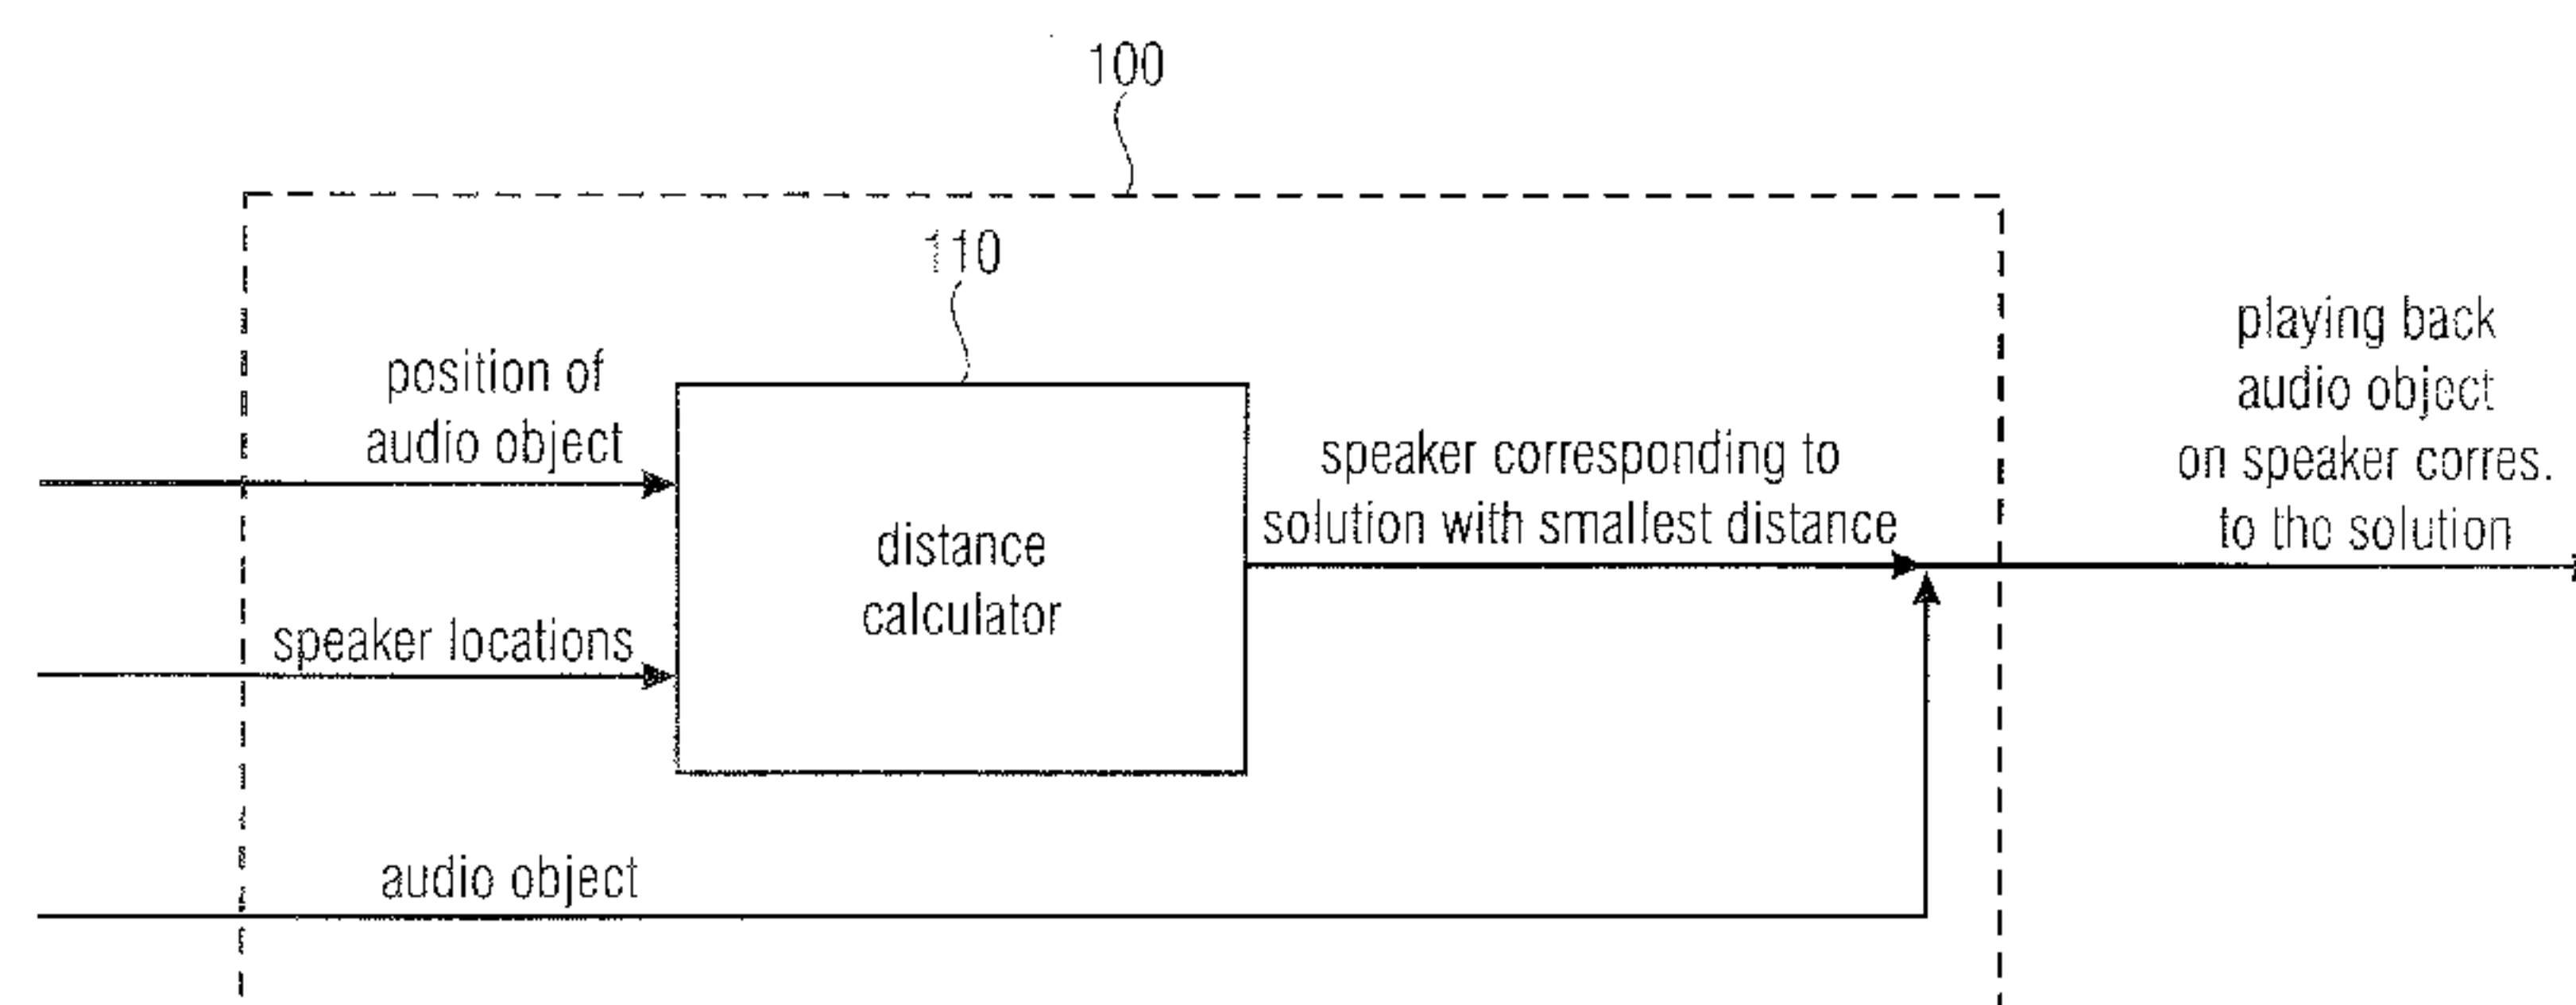 100
110
position of
audio object
speaker locations
audio object
distance
calculator
speaker corresponding to
solution with smallest distance
playing back
audio object
on speaker corres.
to the solution